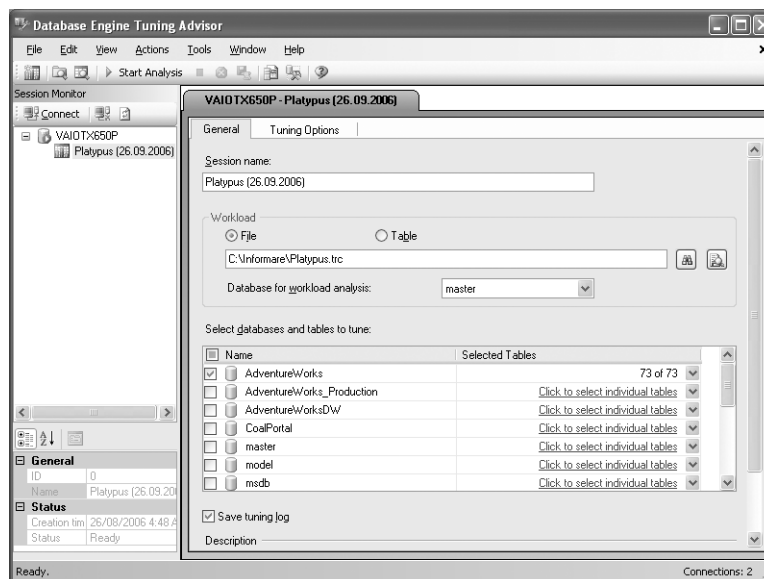 Database Engine Tuning Advisor
File Edit View Actions Tools Window Help
Start Analysis
Session Monitor
Connect
VAIOTX650P
Platypus (26.09.2006)
General
ID 0
Name Platypus (26.09.20
Status
Creation tim 26/08/2006 4:48 A
Status Ready
VAIOTX650P - Platypus (26.09.2006)
General Tuning Options
Session name:
Platypus (26.09.2006)
Workload
File Table
C:\Informare\Platypus.trc
Database for workload analysis: master
Select databases and tables to tune:
Name Selected Tables
AdventureWorks 73 of 73
AdventureWorks_Production Click to select individual tables
AdventureWorksDW Click to select individual tables
CoalPortal Click to select individual tables
master Click to select individual tables
model Click to select individual tables
msdb Click to select individual tables
Save tuning log
Description
Ready. Connections: 2